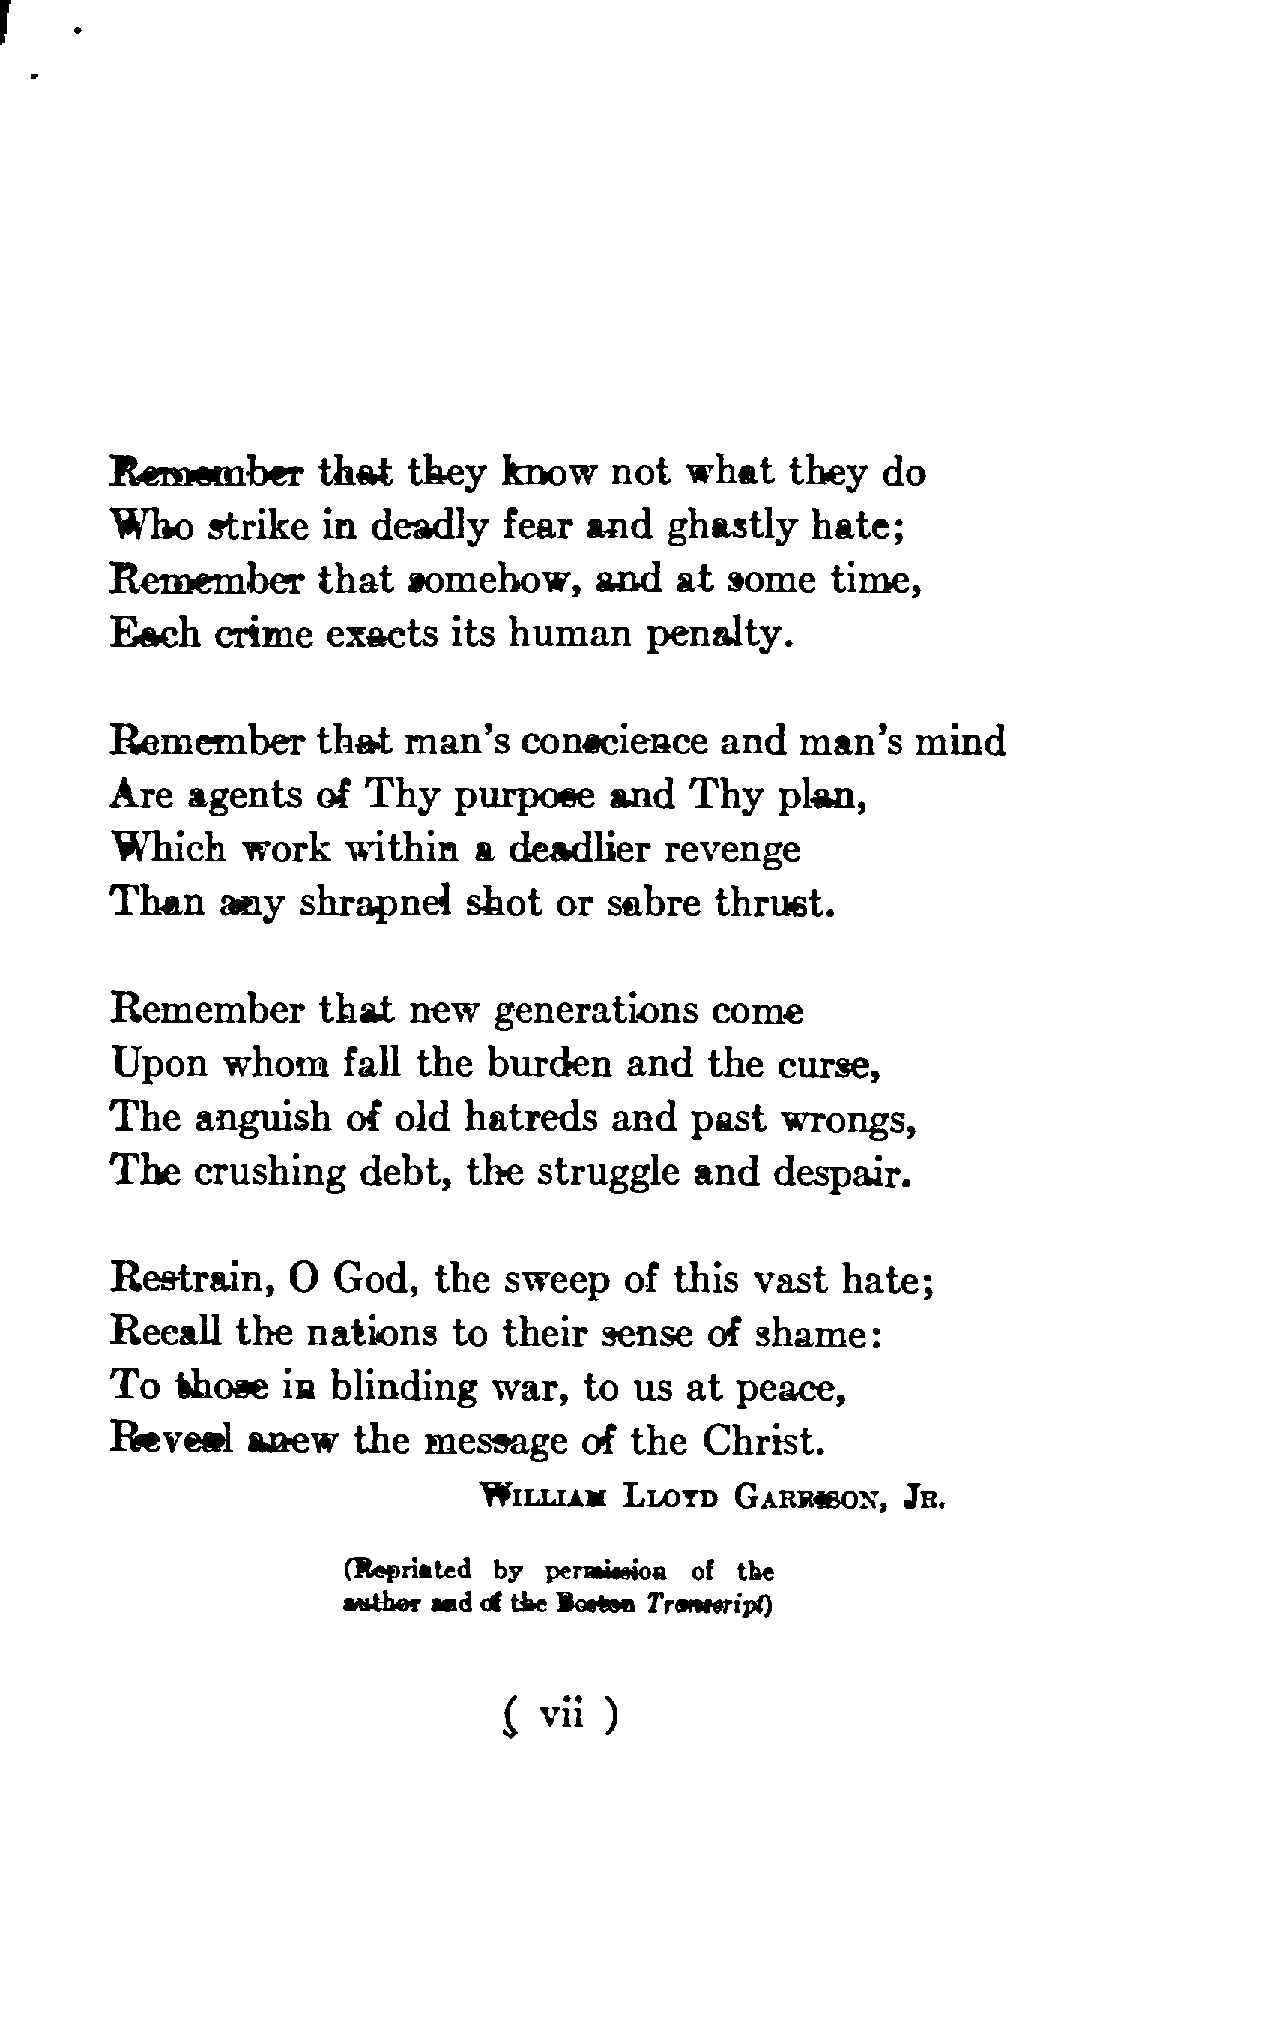 Remember that they know not what they do
Who strike in deadly fear and ghastly hate;
Remember that somehow, and at some time,
Each crime exacts its human penalty.
Remember that man's conscience and man's mind
Are agents of Thy purpose and Thy plan,
Which work within a deadlier revenge
Than any shrapnel shot or sabre thrust.
Remember that new generations come
Upon whom fall the burden and the curse,
The anguish of old hatreds and past wrongs,
The crushing debt, the struggle and despair.
Restrain, O God, the sweep of this vast hate;
Recall the nations to their sense of shame:
To those in blinding war, to us at peace,
Reveal anew the message of the Christ.
William Lloyd Garrison, Jr.
(Reprinted by permission of the
author and of the Boston Transcript)
( vii )